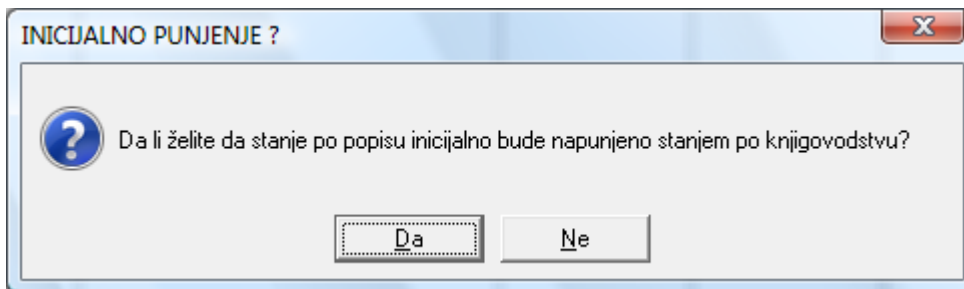 INICIJALNO PUNJENJE ?
Da li želite da stanje po popisu inicijalno bude napunjeno stanjem po knjigovodstvu?
Da
Ne